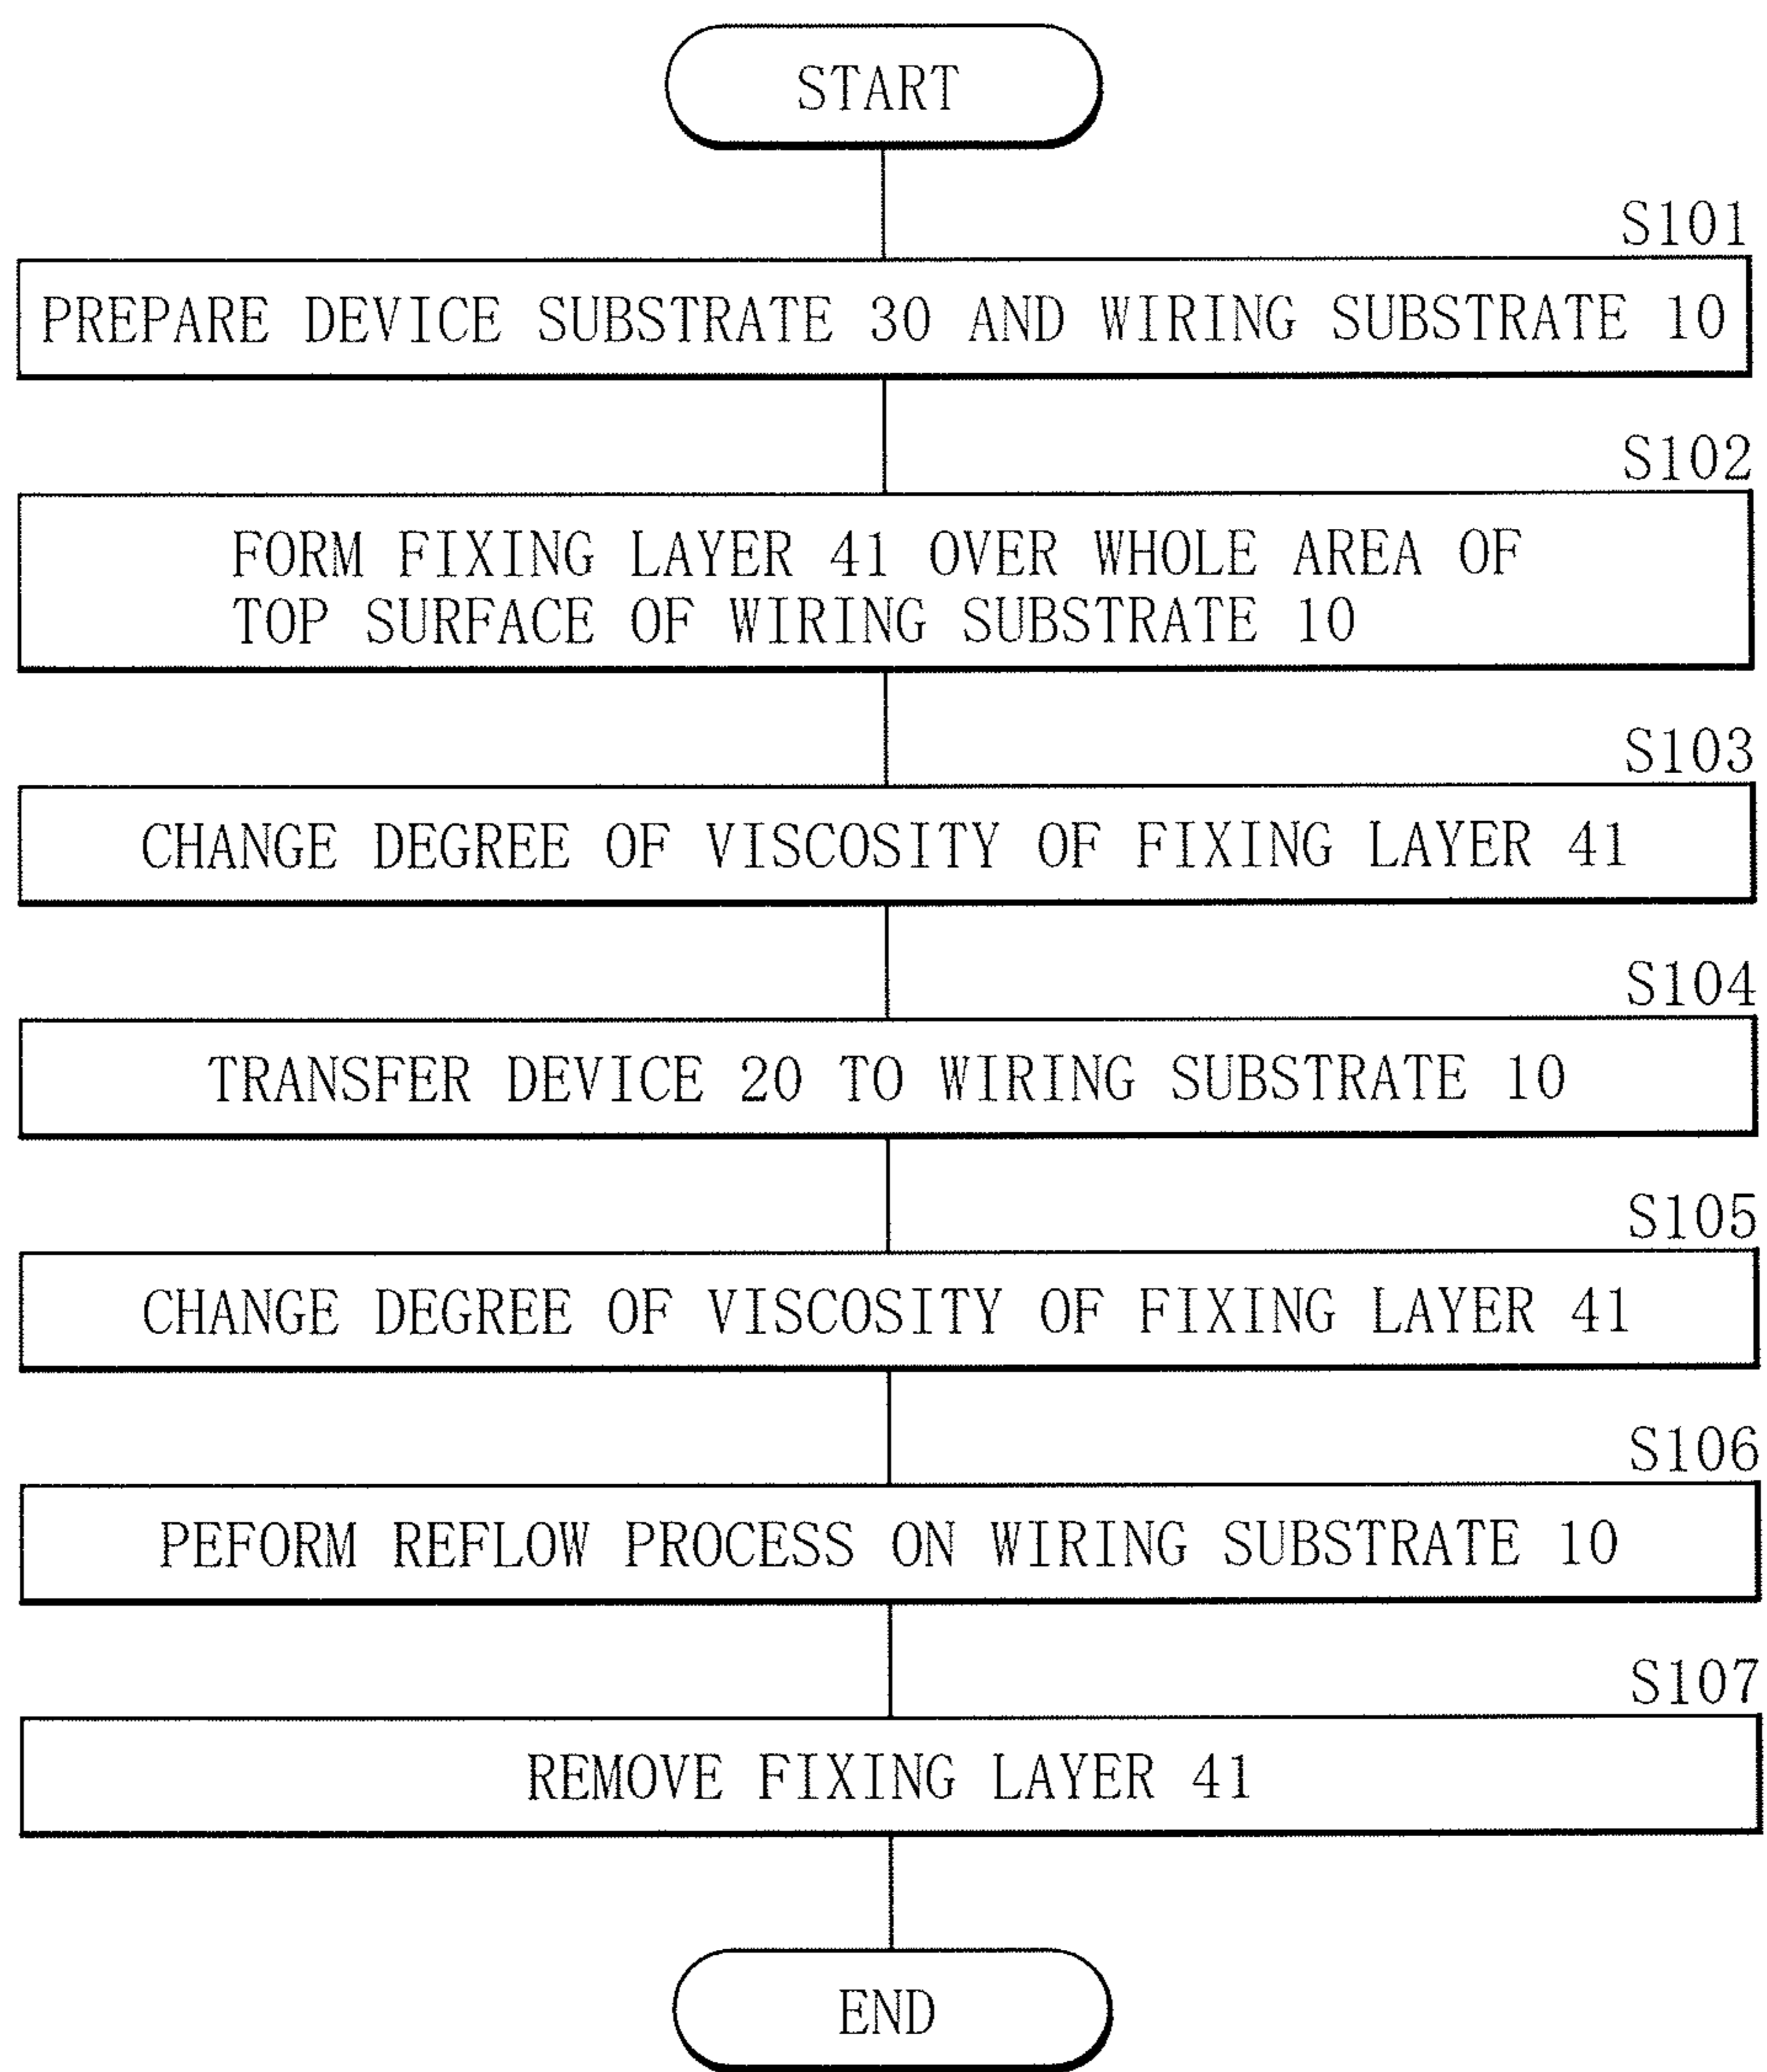 START
S101
PREPARE DEVICE SUBSTRATE 30 AND WIRING SUBSTRATE 10
S102
FORM FIXING LAYER 41 OVER WHOLE AREA OF
TOP SURFACE OF WIRING SUBSTRATE 10
S103
CHANGE DEGREE OF VISCOSITY OF FIXING LAYER 41
S104
TRANSFER DEVICE 20 TO WIRING SUBSTRATE 10
S105
CHANGE DEGREE OF VISCOSITY OF FIXING LAYER 41
S106
PEFORM REFLOW PROCESS ON WIRING SUBSTRATE 10
S107
REMOVE FIXING LAYER 41
END